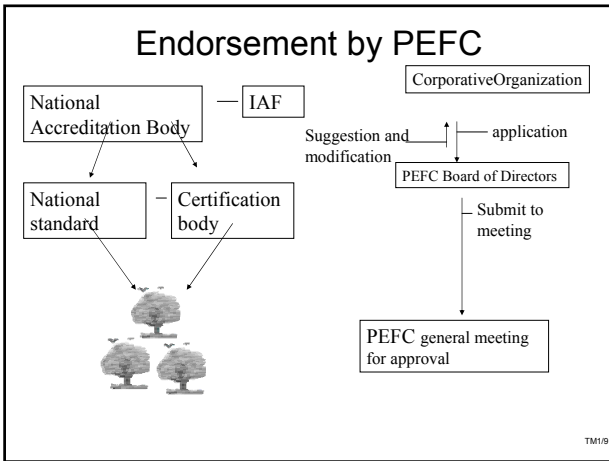 Endorsement by PEFC
National
Accreditation Body
IAF
National
standard
Certification
body
CorporativeOrganization
Suggestion and
modification
application
PEFC Board of Directors
Submit to
meeting
PEFC general meeting
for approval
TM1/9